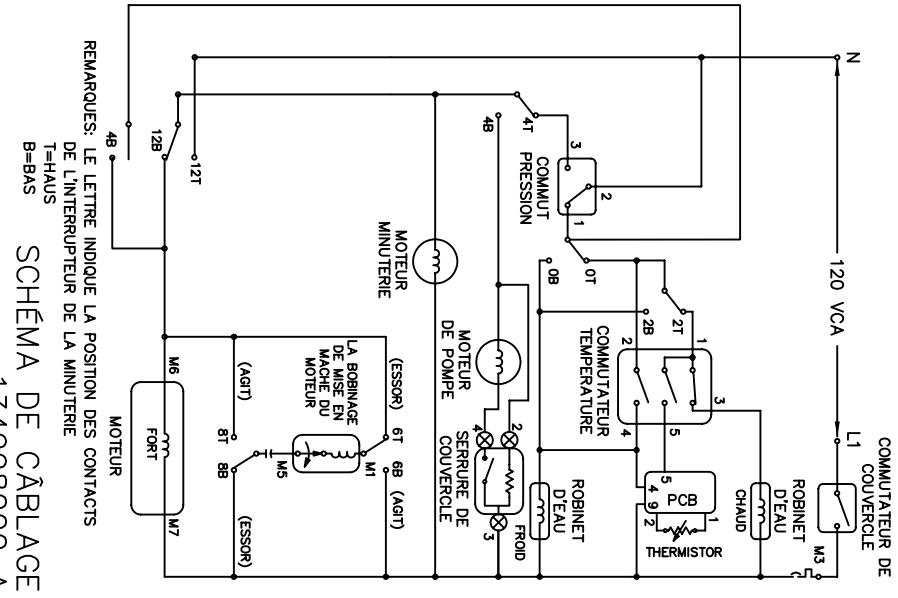 N
120 VCA
L1
COMMUTATEUR DE
COUVERCLE
M3
4T
4B
3
COMMUT
PRESSION
2
1
0T
0B
2T
2B
1
2
3
COMMUTATEUR
TEMPERATURE
4
5
5
4
PCB
9
2
1
THERMISTOR
ROBINET
D'EAU
CHAUD
ROBINET
D'EAU
FROID
MOTEUR
MINUTERIE
MOTEUR
DE POMPE
4
2
SERRURE DE
COUVERCLE
3
12T
12B
4B
M6
FORT
M7
MOTEUR
(ESSOR)
6T
6B
(AGIT)
LA BOBINAGE
DE MISE EN
MACHE DU
MOTEUR
M1
M5
(AGIT)
8T
8B
(ESSOR)
REMARQUES: LE LETTRE INDIQUE LA POSITION DES CONTACTS
DE L'INTERRUPTEUR DE LA MINUTERIE
T=HAUS
B=BAS
SCHÉMA DE CÂBLAGE